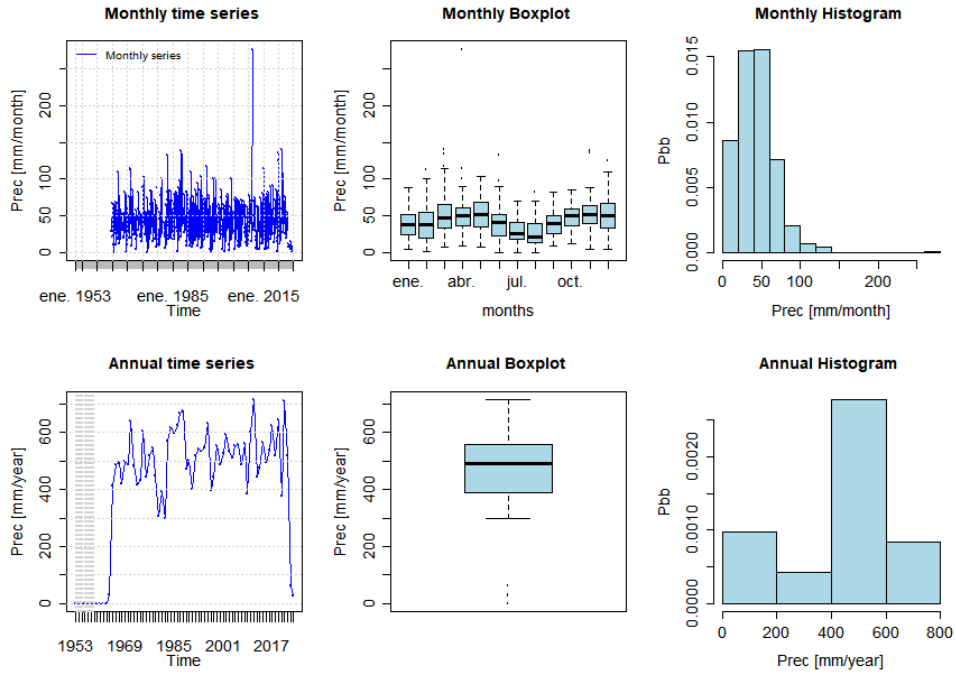 Monthly time series
Prec [mm/month]
0
50
100
200
Monthly series
ene. 1953
ene. 1985
ene. 2015
Time
Monthly Boxplot
Prec [mm/month]
0
50
100
200
ene.
abr.
jul.
oct.
months
Monthly Histogram
Pbb
0.000
0.005
0.010
0.015
0
50
100
200
Prec [mm/month]
Annual time series
Prec [mm/year]
0
200
400
600
1953
1969
1985
2001
2017
Time
Annual Boxplot
Prec [mm/year]
0
200
400
600
Annual Histogram
Pbb
0.0000
0.0010
0.0020
0
200
400
600
800
Prec [mm/year]